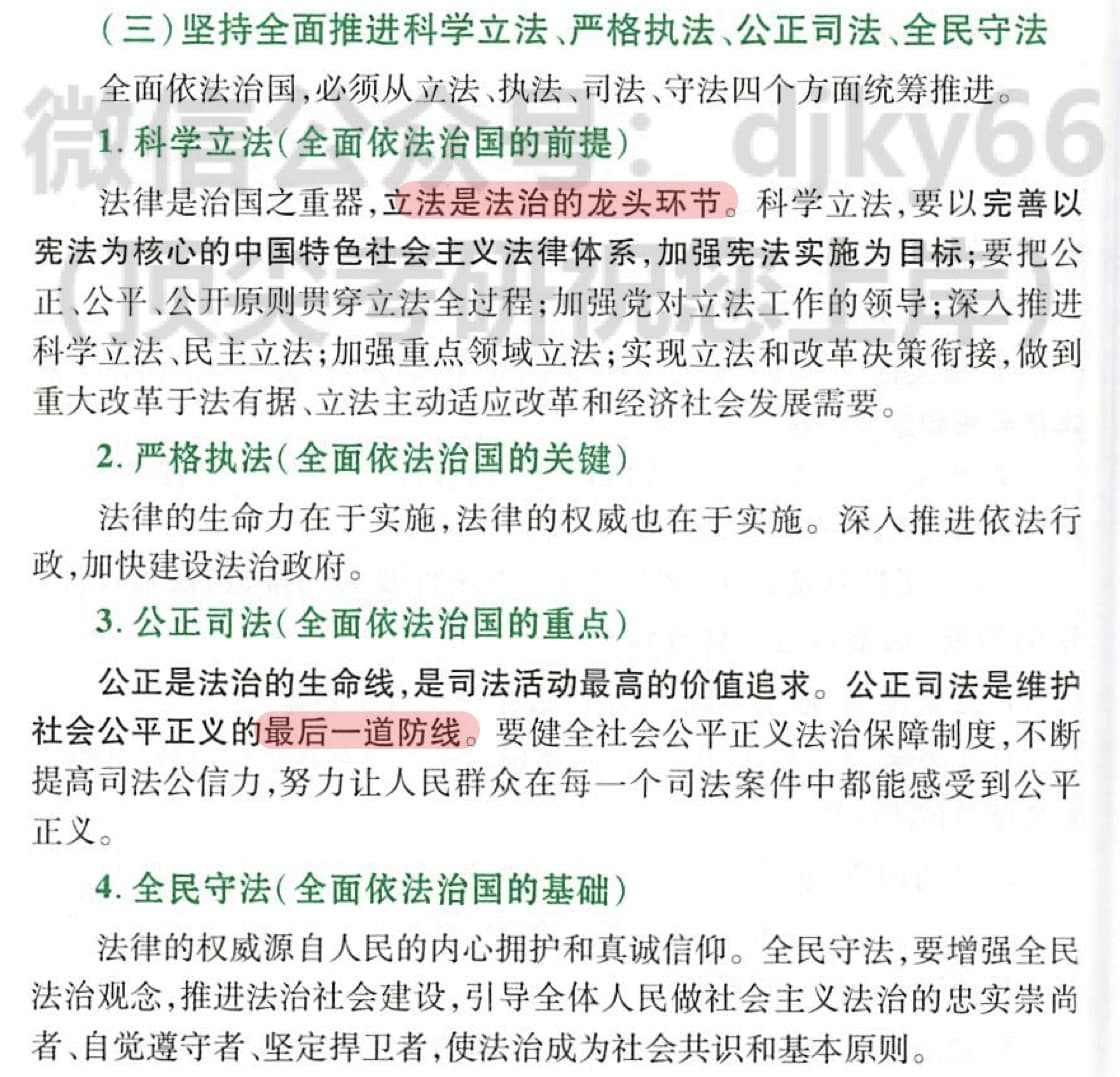 (三)坚持全面推进科学立法、严格执法、公正司法、全民守法
全面依法治国,必须从立法、执法、司法、守法四个方面统筹推进。
微信公众号: djky66
1. 科学立法(全面依法治国的前提)
法律是治国之重器,立法是法治的龙头环节。科学立法,要以完善以
宪法为核心的中国特色社会主义法律体系,加强宪法实施为目标;要把公
正、公平、公开原则贯穿立法全过程;加强党对立法工作的领导;深入推进
(顶尖考研祝您上岸)
科学立法、民主立法;加强重点领域立法;实现立法和改革决策衔接,做到
重大改革于法有据、立法主动适应改革和经济社会发展需要。
2. 严格执法(全面依法治国的关键)
法律的生命力在于实施,法律的权威也在于实施。深入推进依法行
政,加快建设法治政府。
3. 公正司法(全面依法治国的重点)
公正是法治的生命线,是司法活动最高的价值追求。公正司法是维护
社会公平正义的最后一道防线。要健全社会公平正义法治保障制度,不断
提高司法公信力,努力让人民群众在每一个司法案件中都能感受到公平
正义。
4. 全民守法(全面依法治国的基础)
法律的权威源自人民的内心拥护和真诚信仰。全民守法,要增强全民
法治观念,推进法治社会建设,引导全体人民做社会主义法治的忠实崇尚
者、自觉遵守者、坚定捍卫者,使法治成为社会共识和基本原则。